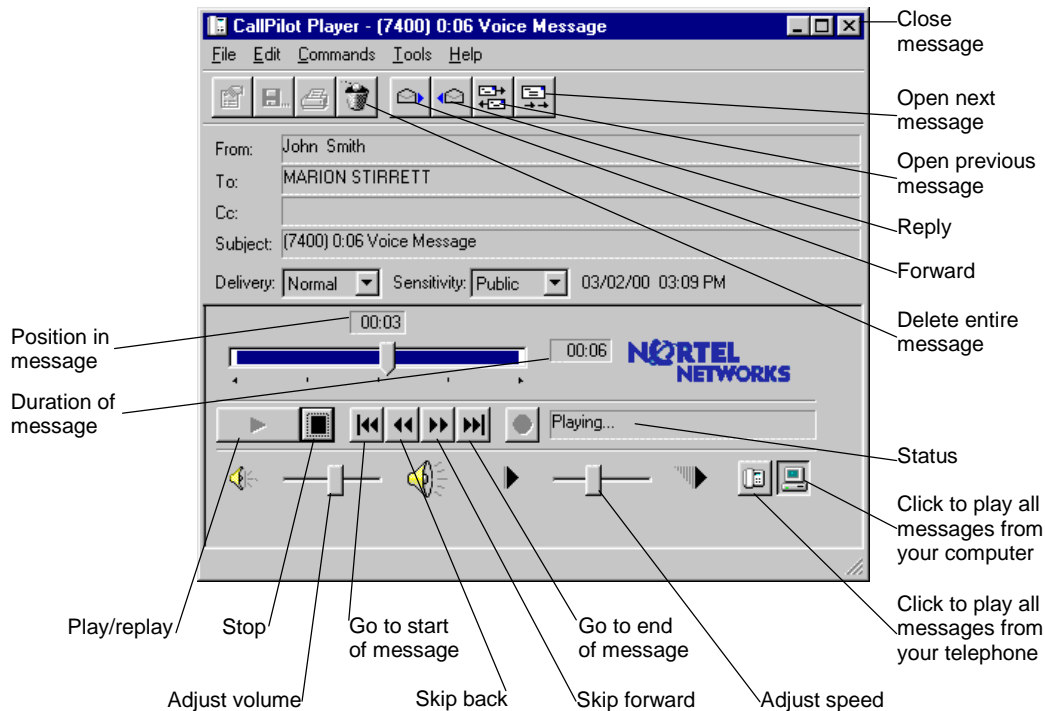 CallPilot Player - (7400) 0:06 Voice Message
Close
message
File Edit Commands Tools Help
Open next
message
Open previous
message
From: John Smith
To: MARION STIRRETT
Cc:
Reply
Subject: (7400) 0:06 Voice Message
Forward
Delivery: Normal Sensitivity: Public 03/02/00 03:09 PM
Delete entire
message
Position in
message
00:03
00:06
NORTEL
NETWORKS
Duration of
message
Playing...
Status
Click to play all
messages from
your computer
Click to play all
messages from
your telephone
Play/replay
Stop
Go to start
of message
Go to end
of message
Adjust volume
Skip back
Skip forward
Adjust speed